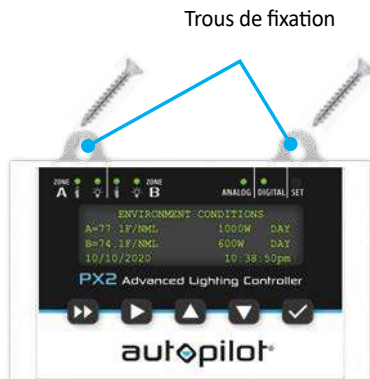 Trous de fixation
ZONE A ZONE B ANALOG DIGITAL SET
ENVIRONMENT CONDITIONS
A=77.1F/NML 1000W DAY
B=74.1F/NML 600W DAY
10/10/2020 10:38:50pm
PX2 Advanced Lighting Controller
autopilot